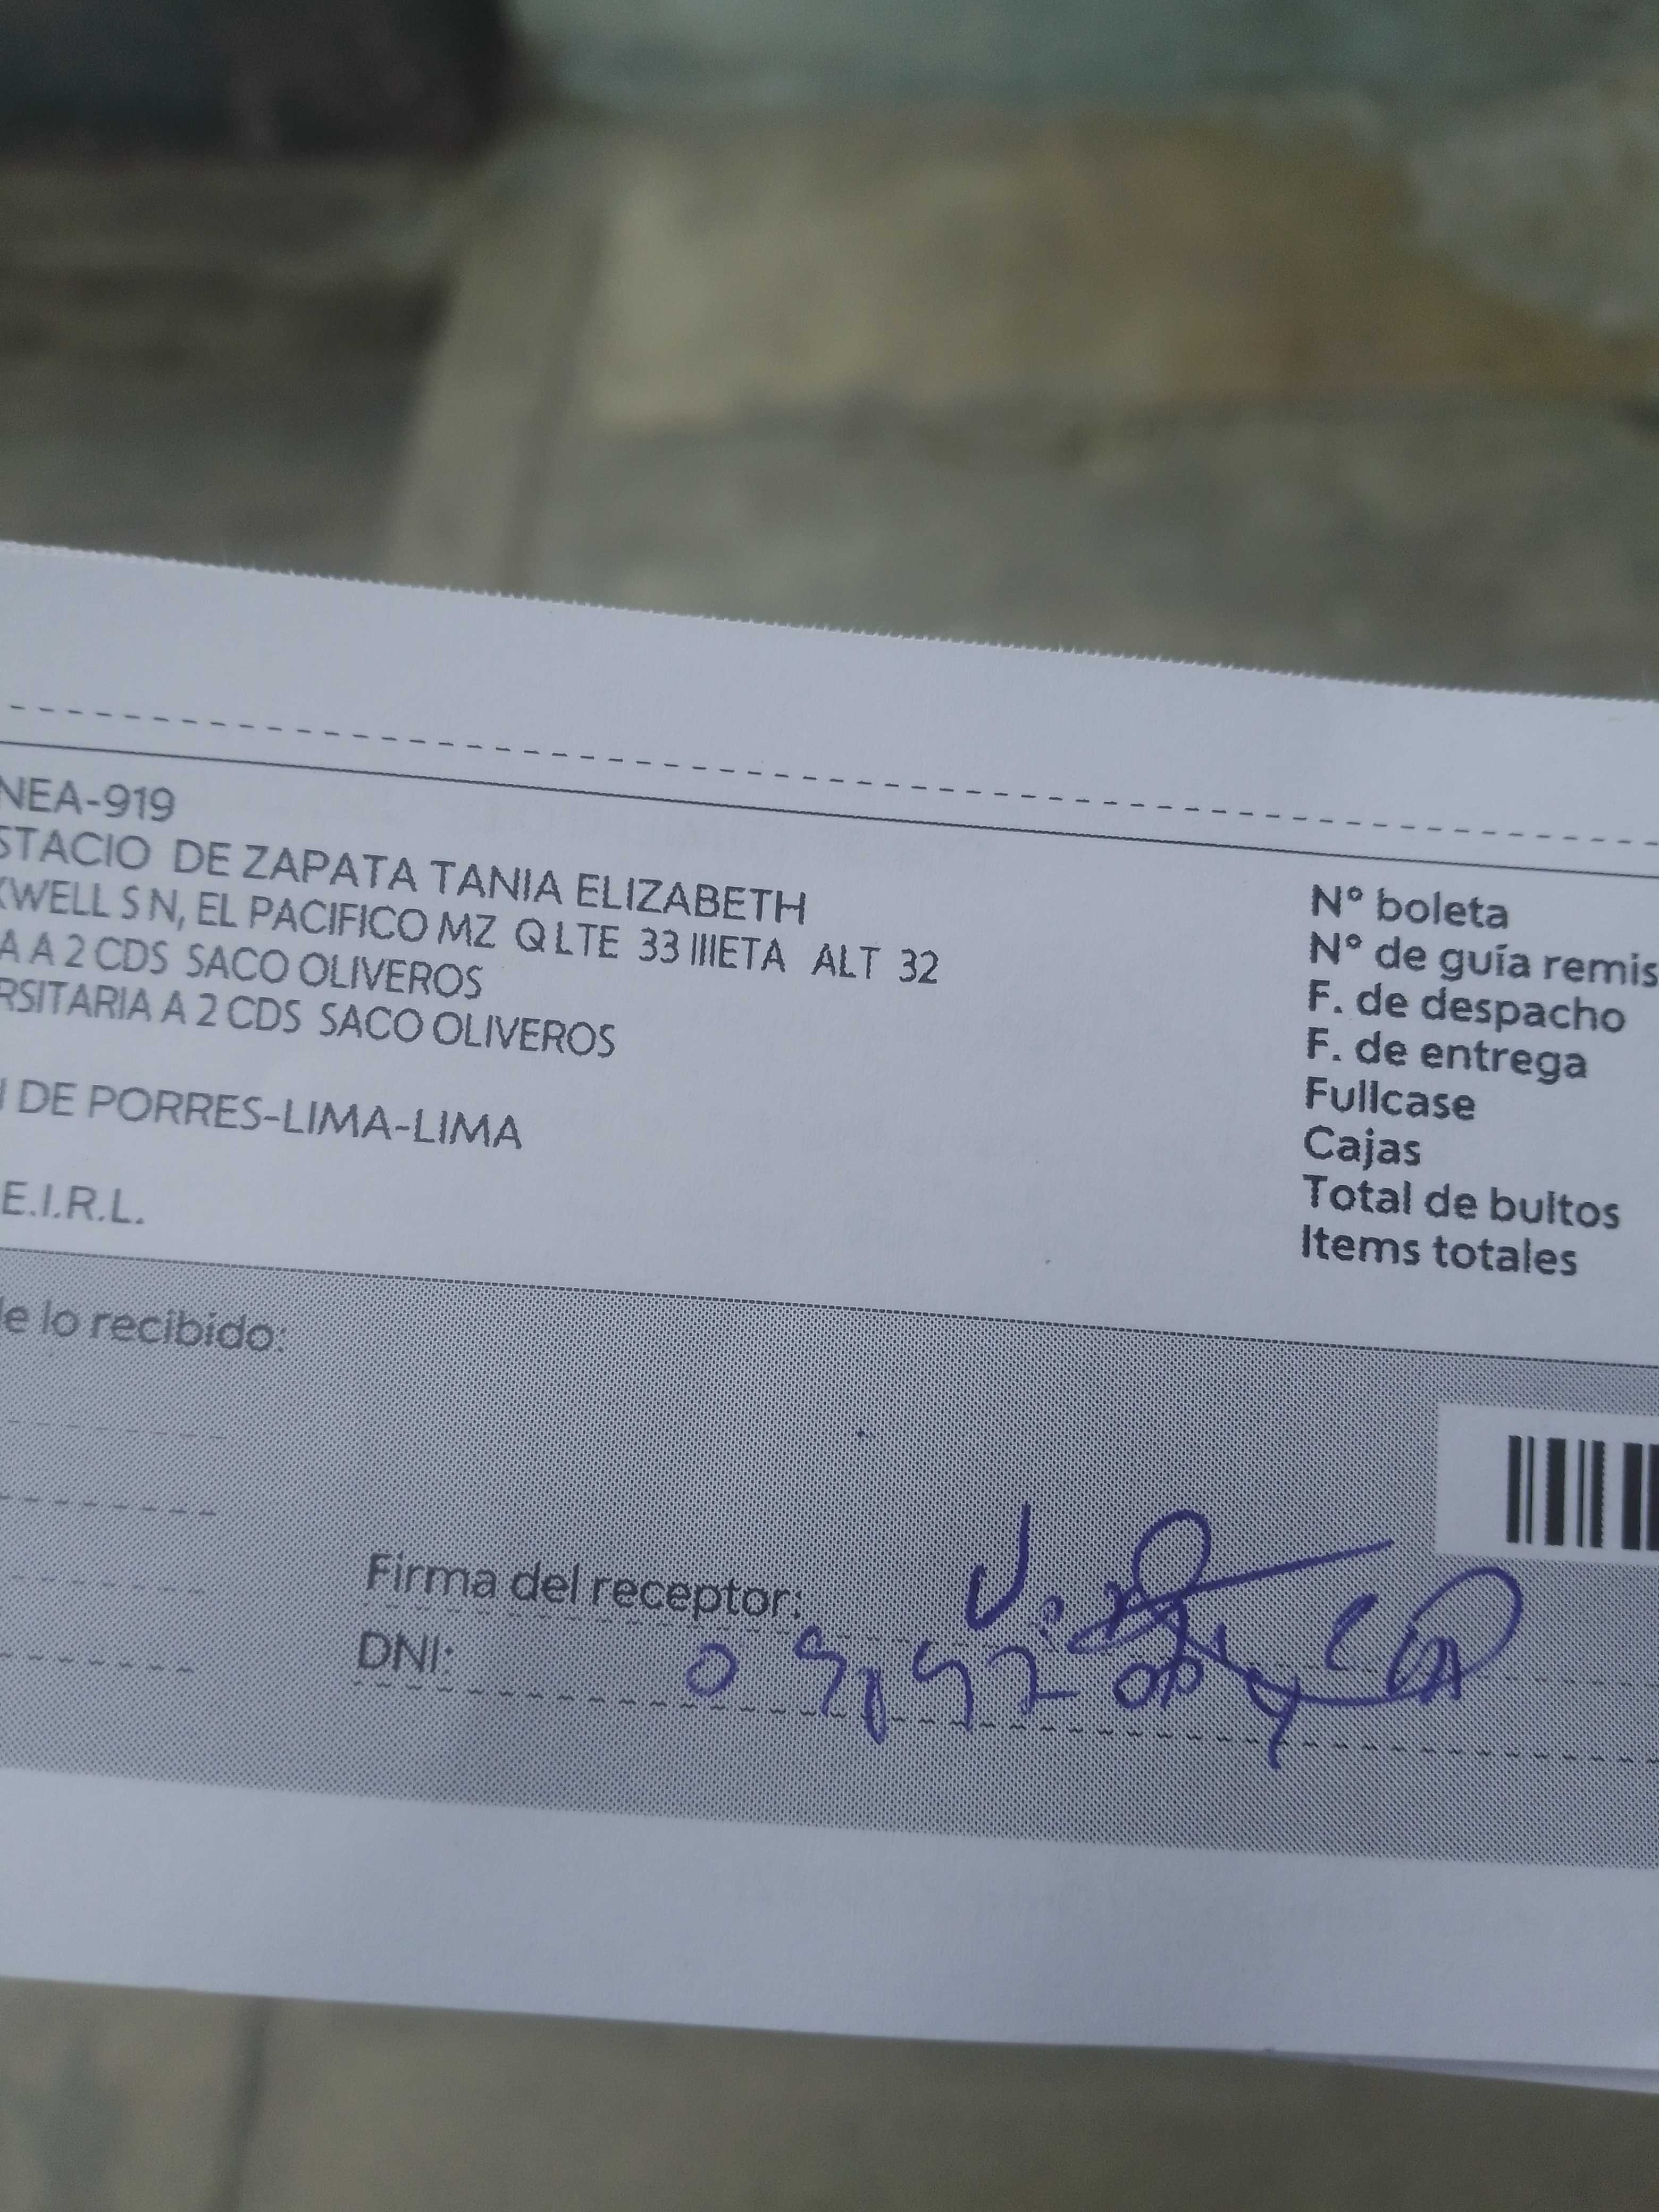 NEA-919
STACIO DE ZAPATA TANIA ELIZABETH
XWELL S N, EL PACIFICO MZ Q LTE 33 IIIETA ALT 32
A A 2 CDS SACO OLIVEROS
RSITARIA A 2 CDS SACO OLIVEROS
DE PORRES-LIMA-LIMA
E.I.R.L.
N° boleta
N° de guía remis
F. de despacho
F. de entrega
Fullcase
Cajas
Total de bultos
Items totales
de lo recibido:
Firma del receptor:
DNI: